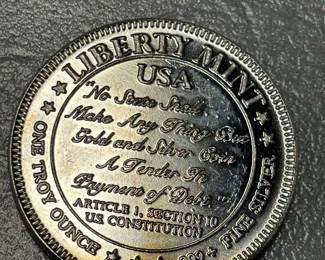 LIBERTY MINT
USA
"No State Shall
Make Any Thing But
Gold and Silver Coin
A Tender In
Payment of Debts"
ARTICLE 1, SECTION 10
U.S. CONSTITUTION
ONE TROY OUNCE
FINE SILVER